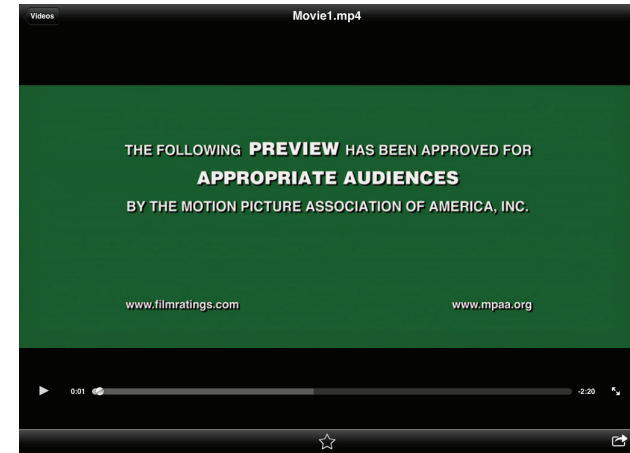 Videos
Movie1.mp4
THE FOLLOWING PREVIEW HAS BEEN APPROVED FOR
APPROPRIATE AUDIENCES
BY THE MOTION PICTURE ASSOCIATION OF AMERICA, INC.
www.filmratings.com www.mpaa.org
0:01 -2:20